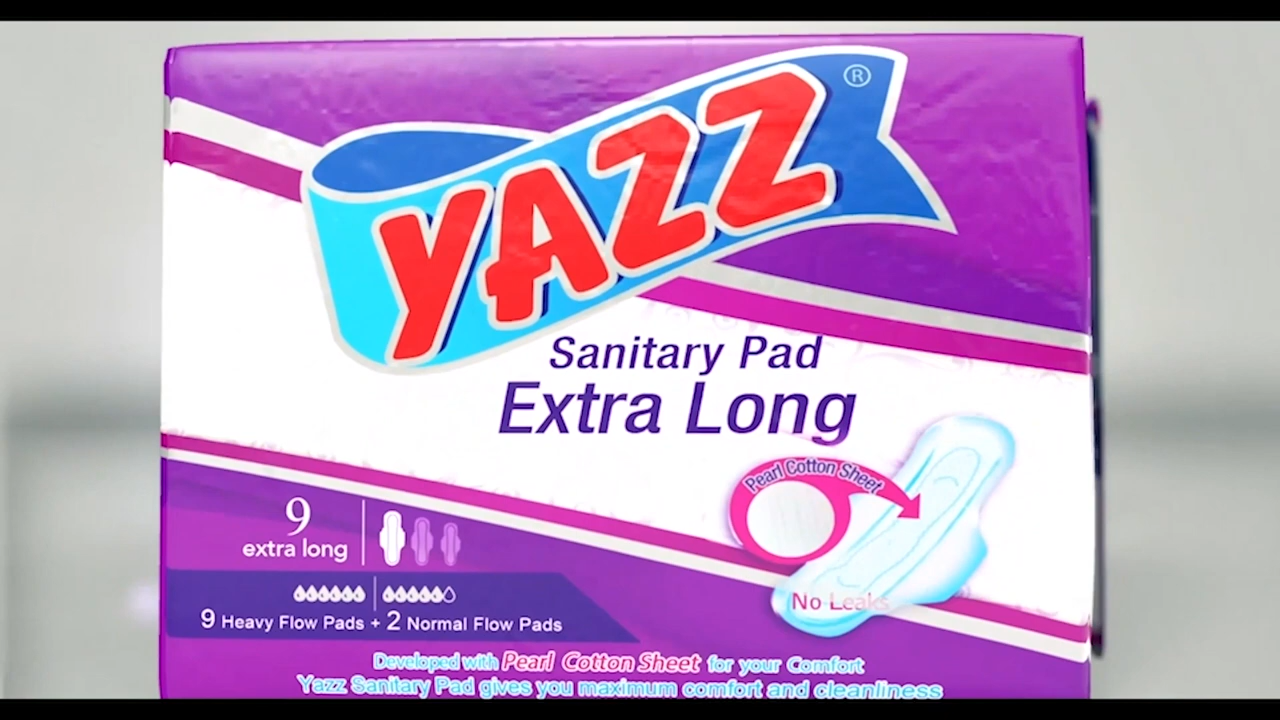 YAZZ ®
Sanitary Pad
Extra Long
Pearl Cotton Sheet
No Leaks
9
extra long
9 Heavy Flow Pads + 2 Normal Flow Pads
Developed with Pearl Cotton Sheet for your Comfort
Yazz Sanitary Pad gives you maximum comfort and cleanliness